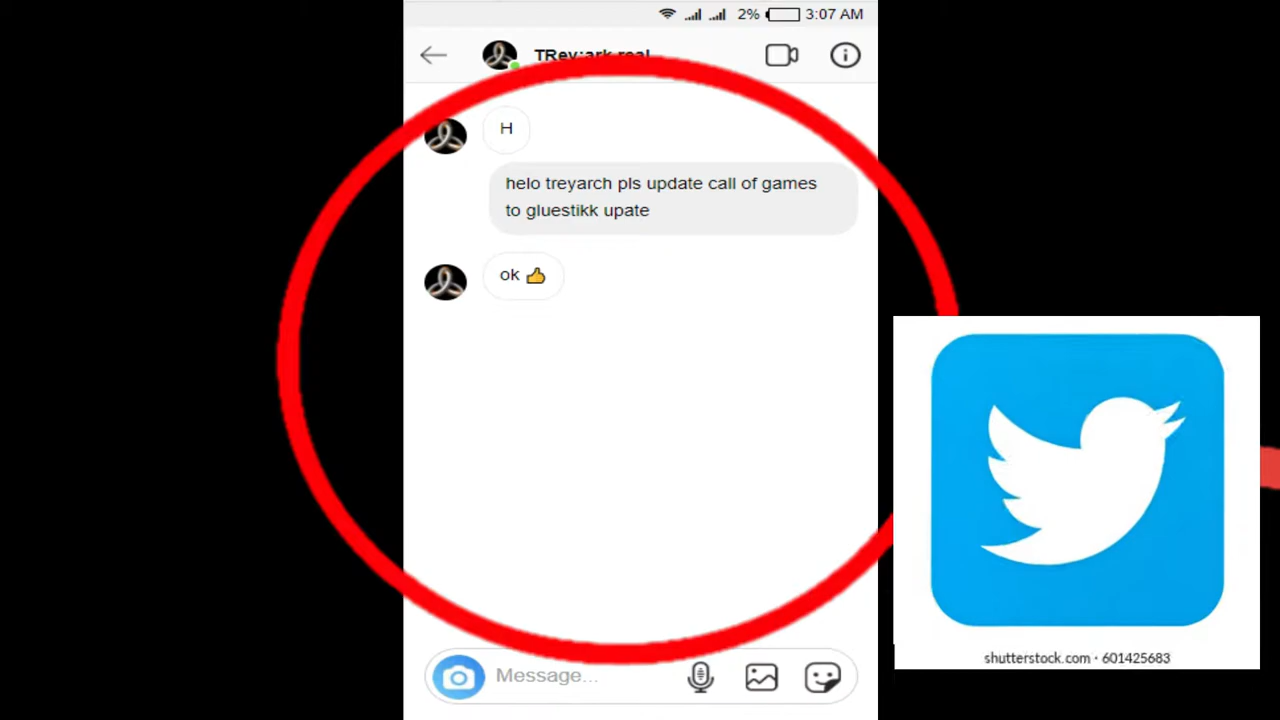 2% 3:07 AM
H
helo treyarch pls update call of games
to gluestikk upate
ok 👍
Message...
shutterstock.com · 601425683